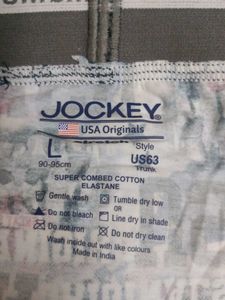 JOCKEY®
USA Originals
stretch
L
Style
US63
Trunk
90-95cm
SUPER COMBED COTTON
ELASTANE
Gentle wash
Tumble dry low
OR
Do not bleach
Line dry in shade
Do not iron
Do not dry clean
Wash inside out with like colours
Made in India